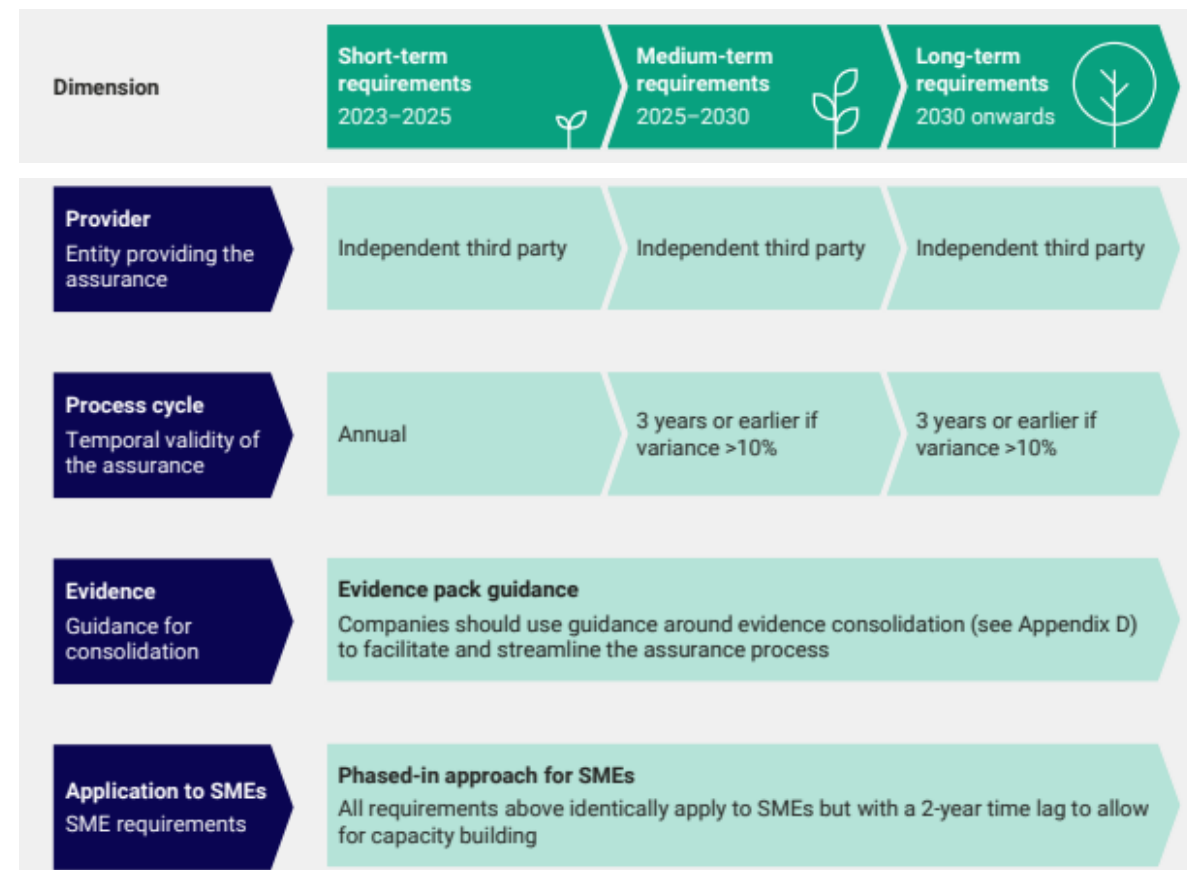 Dimension
Short-term
requirements
2023–2025
Medium-term
requirements
2025–2030
Long-term
requirements
2030 onwards
Provider
Entity providing the
assurance
Independent third party
Independent third party
Independent third party
Process cycle
Temporal validity of
the assurance
Annual
3 years or earlier if
variance >10%
3 years or earlier if
variance >10%
Evidence
Guidance for
consolidation
Evidence pack guidance
Companies should use guidance around evidence consolidation (see Appendix D)
to facilitate and streamline the assurance process
Application to SMEs
SME requirements
Phased-in approach for SMEs
All requirements above identically apply to SMEs but with a 2-year time lag to allow
for capacity building